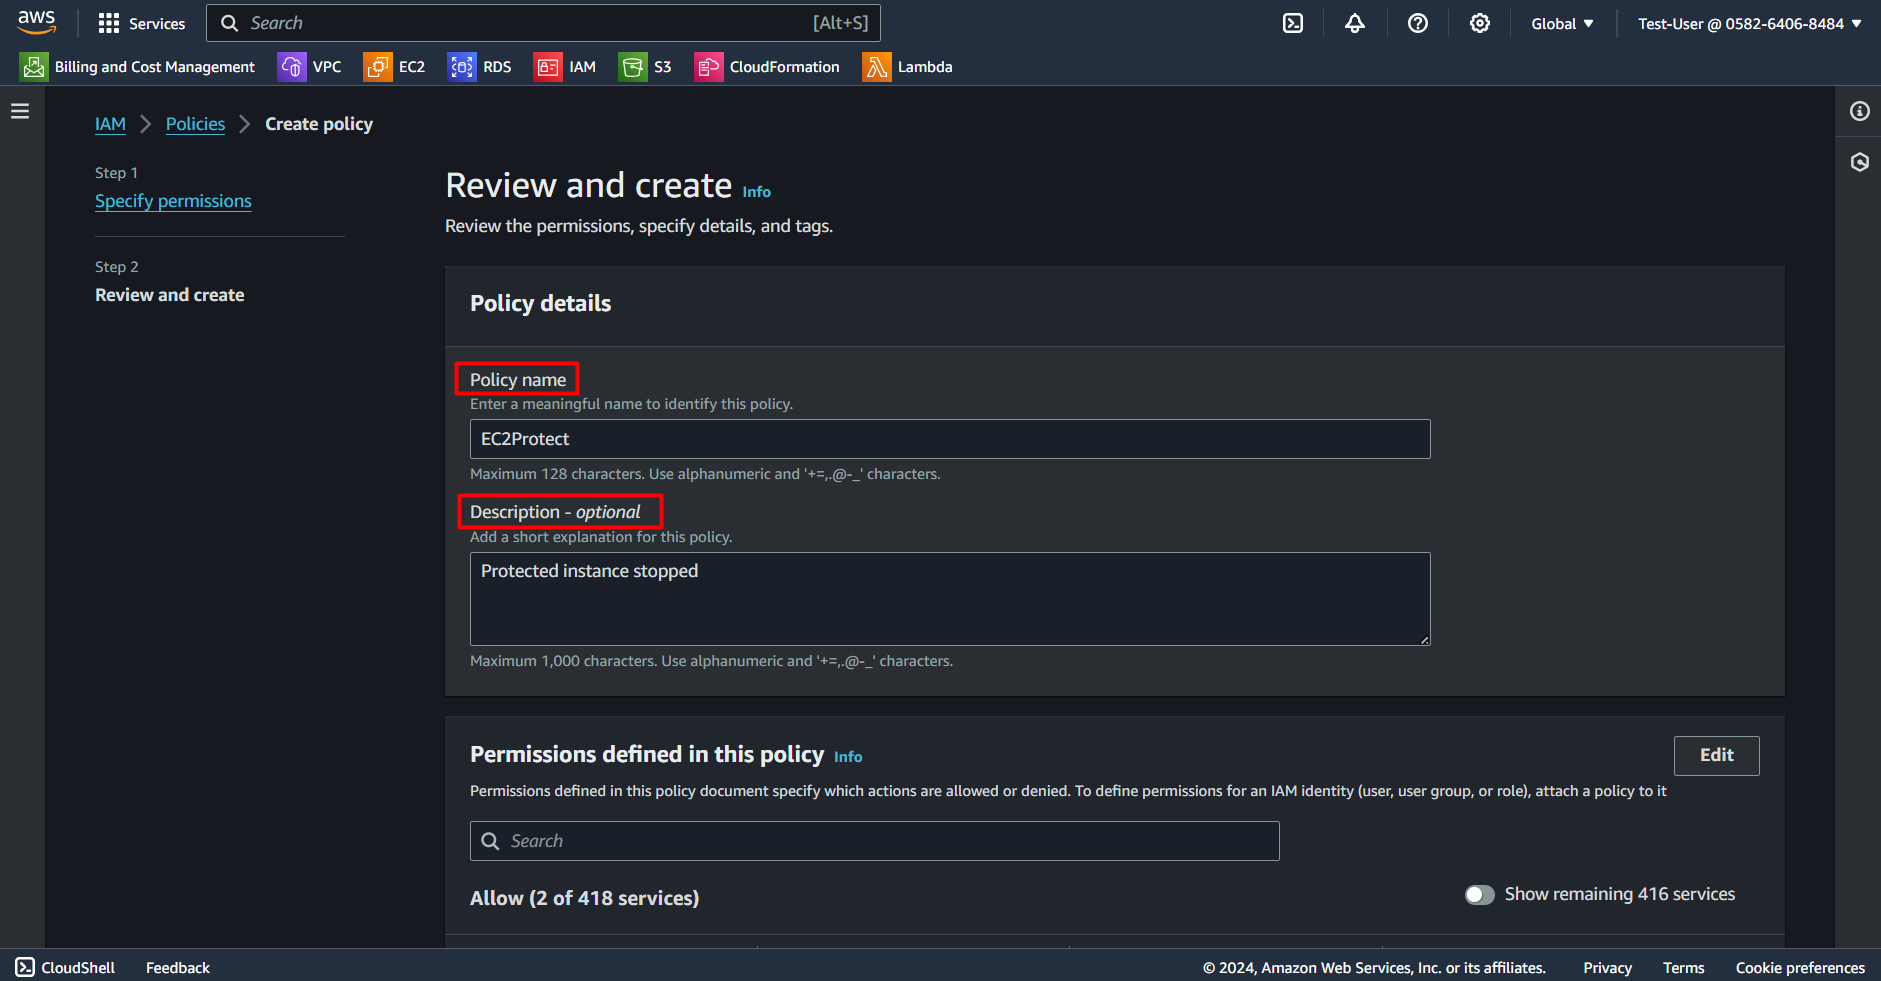 aws Services Search [Alt+S] Global Test-User @ 0582-6406-8484
Billing and Cost Management VPC EC2 RDS IAM S3 CloudFormation Lambda
IAM Policies Create policy
Step 1
Specify permissions
Step 2
Review and create
Review and create Info
Review the permissions, specify details, and tags.
Policy details
Policy name
Enter a meaningful name to identify this policy.
EC2Protect
Maximum 128 characters. Use alphanumeric and '+=,.@-_' characters.
Description - optional
Add a short explanation for this policy.
Protected instance stopped
Maximum 1,000 characters. Use alphanumeric and '+=,.@-_' characters.
Permissions defined in this policy Info
Edit
Permissions defined in this policy document specify which actions are allowed or denied. To define permissions for an IAM identity (user, user group, or role), attach a policy to it
Search
Allow (2 of 418 services)
Show remaining 416 services
CloudShell Feedback © 2024, Amazon Web Services, Inc. or its affiliates. Privacy Terms Cookie preferences